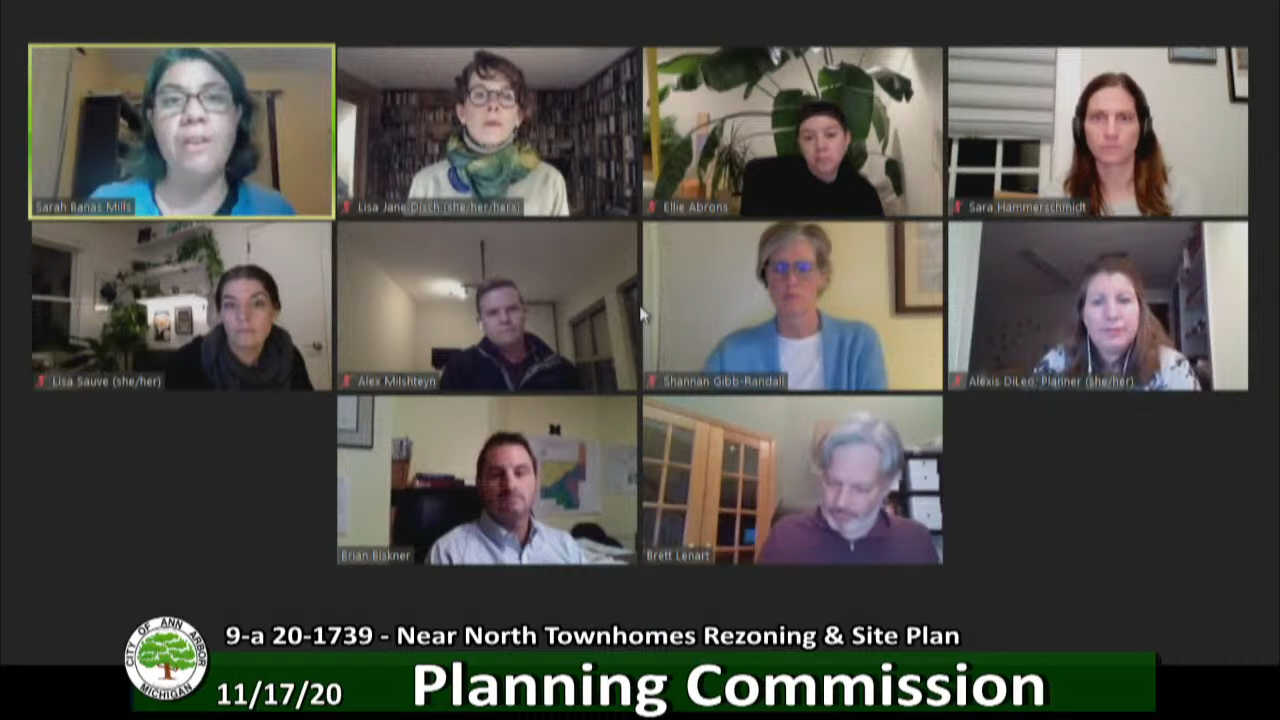 Sarah Banas Mills
Lisa Jane Disch (she/her/hers)
Ellie Abrons
Sara Hammerschmidt
Lisa Sauve (she/her)
Alex Milshteyn
Shannan Gibb-Randall
Alexis DiLeo, Planner (she/her)
Brian Biskner
Brett Lenart
CITY OF ANN ARBOR
MICHIGAN
9-a 20-1739 - Near North Townhomes Rezoning & Site Plan
11/17/20
Planning Commission